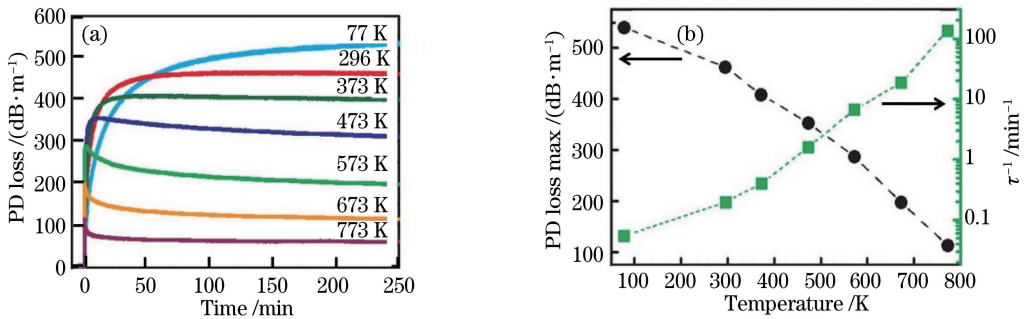 (a)
PD loss /(dB·m⁻¹)
600
500
400
300
200
100
0
77 K
296 K
373 K
473 K
573 K
673 K
773 K
0 50 100 150 200 250
Time /min
(b)
PD loss max /(dB·m⁻¹)
500
400
300
200
100
100
10
1
0.1
τ⁻¹ /min⁻¹
100 200 300 400 500 600 700 800
Temperature /K